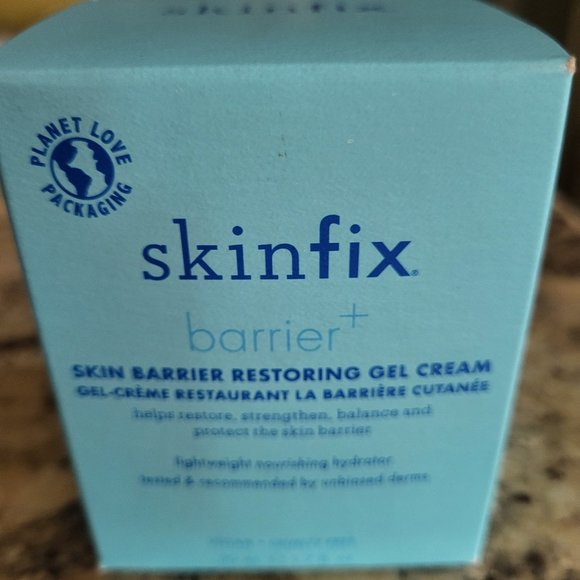 skinfix
PLANET LOVE
PACKAGING
skinfix®
barrier+
SKIN BARRIER RESTORING GEL CREAM
GEL-CRÈME RESTAURANT LA BARRIÈRE CUTANÉE
helps restore, strengthen, balance and
protect the skin barrier
lightweight nourishing hydrator
tested & recommended by unbiased derms